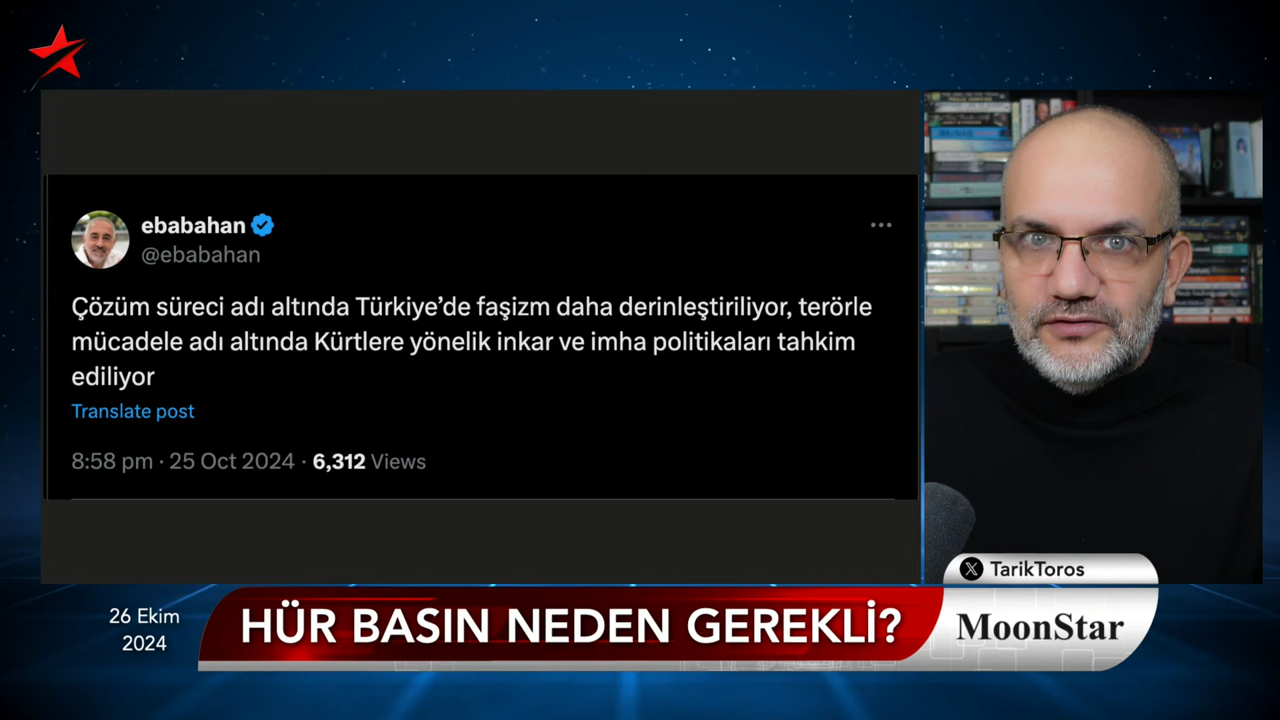 ebabahan
@ebabahan
Çözüm süreci adı altında Türkiye’de faşizm daha derinleştiriliyor, terörle
mücadele adı altında Kürtlere yönelik inkar ve imha politikaları tahkim
ediliyor
Translate post
8:58 pm · 25 Oct 2024 · 6,312 Views
X TarikToros
26 Ekim
2024
HÜR BASIN NEDEN GEREKLİ?
MoonStar